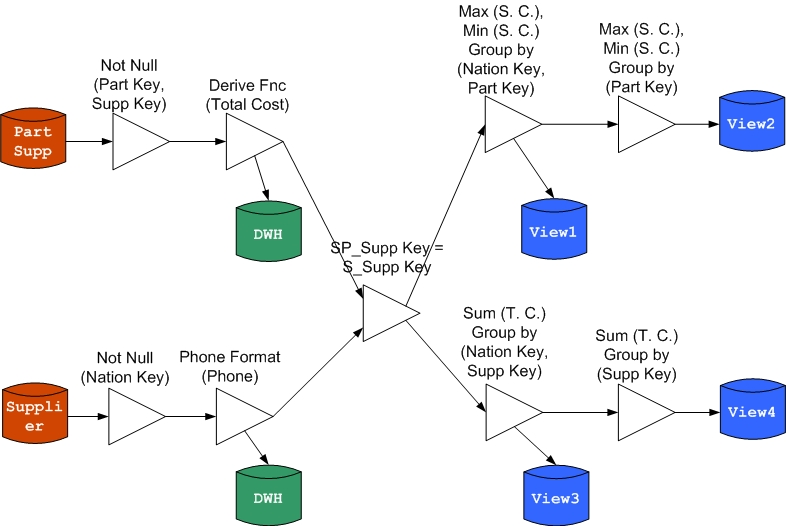 Max (S. C.),
Min (S. C.)
Group by
(Nation Key,
Part Key)
Max (S. C.),
Min (S. C.)
Group by
(Part Key)
Not Null
(Part Key,
Supp Key)
Derive Fnc
(Total Cost)
Part
Supp
View2
DWH
View1
SP_Supp Key =
S_Supp Key
Sum (T. C.)
Group by
(Nation Key,
Supp Key)
Sum (T. C.)
Group by
(Supp Key)
Not Null
(Nation Key)
Phone Format
(Phone)
Suppli
er
View4
DWH
View3